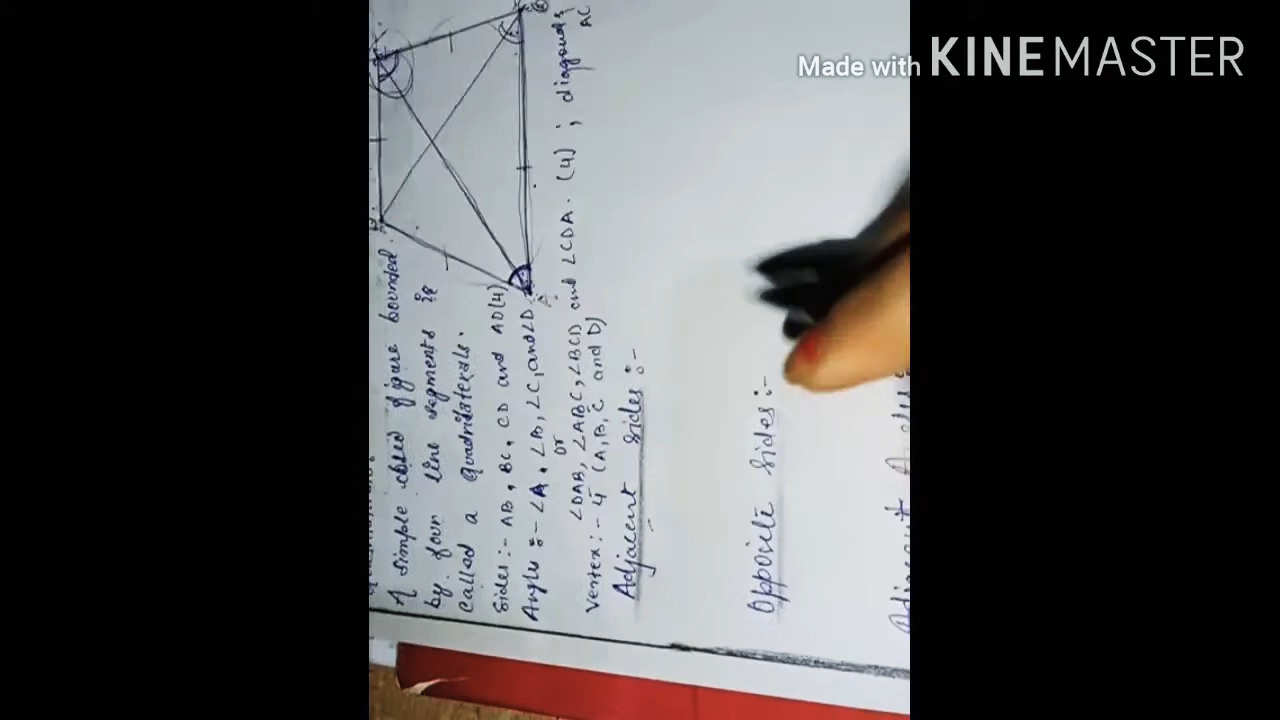 A simple closed figure bounded
by four line segments is
called a Quadrilaterals.
Sides:- AB, BC, CD and AD(4)
Angle :- ∠A, ∠B, ∠C, and ∠D.
or
∠DAB, ∠ABC, ∠BCD and ∠CDA. (4) ; diagonals
AC
Vertex:- 4 (A, B, C and D)
Adjacent sides :-
Opposite Sides :-
Adjacent
Made with KINEMASTER